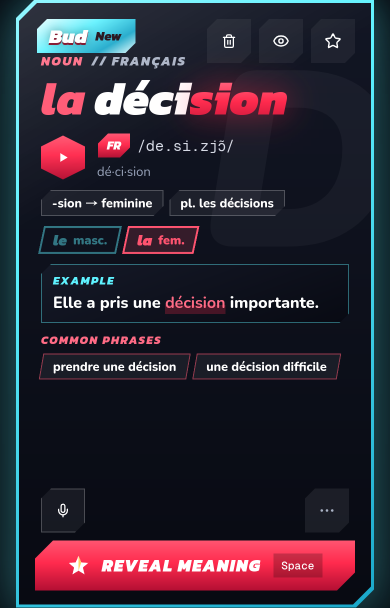 Bud New
NOUN // FRANÇAIS
la décision
FR /de.si.zjɔ̃/
dé·ci·sion
-sion → feminine pl. les décisions
le masc. la fem.
EXAMPLE
Elle a pris une décision importante.
COMMON PHRASES
prendre une décision une décision difficile
REVEAL MEANING Space